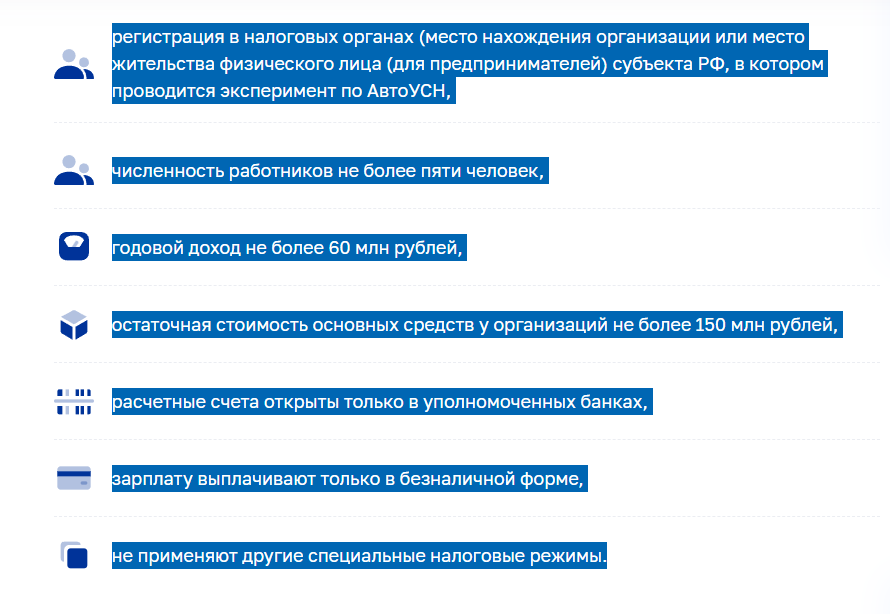 регистрация в налоговых органах (место нахождения организации или место
жительства физического лица (для предпринимателей) субъекта РФ, в котором
проводится эксперимент по АвтоУСН,
численность работников не более пяти человек,
годовой доход не более 60 млн рублей,
остаточная стоимость основных средств у организаций не более 150 млн рублей,
расчетные счета открыты только в уполномоченных банках,
зарплату выплачивают только в безналичной форме,
не применяют другие специальные налоговые режимы.